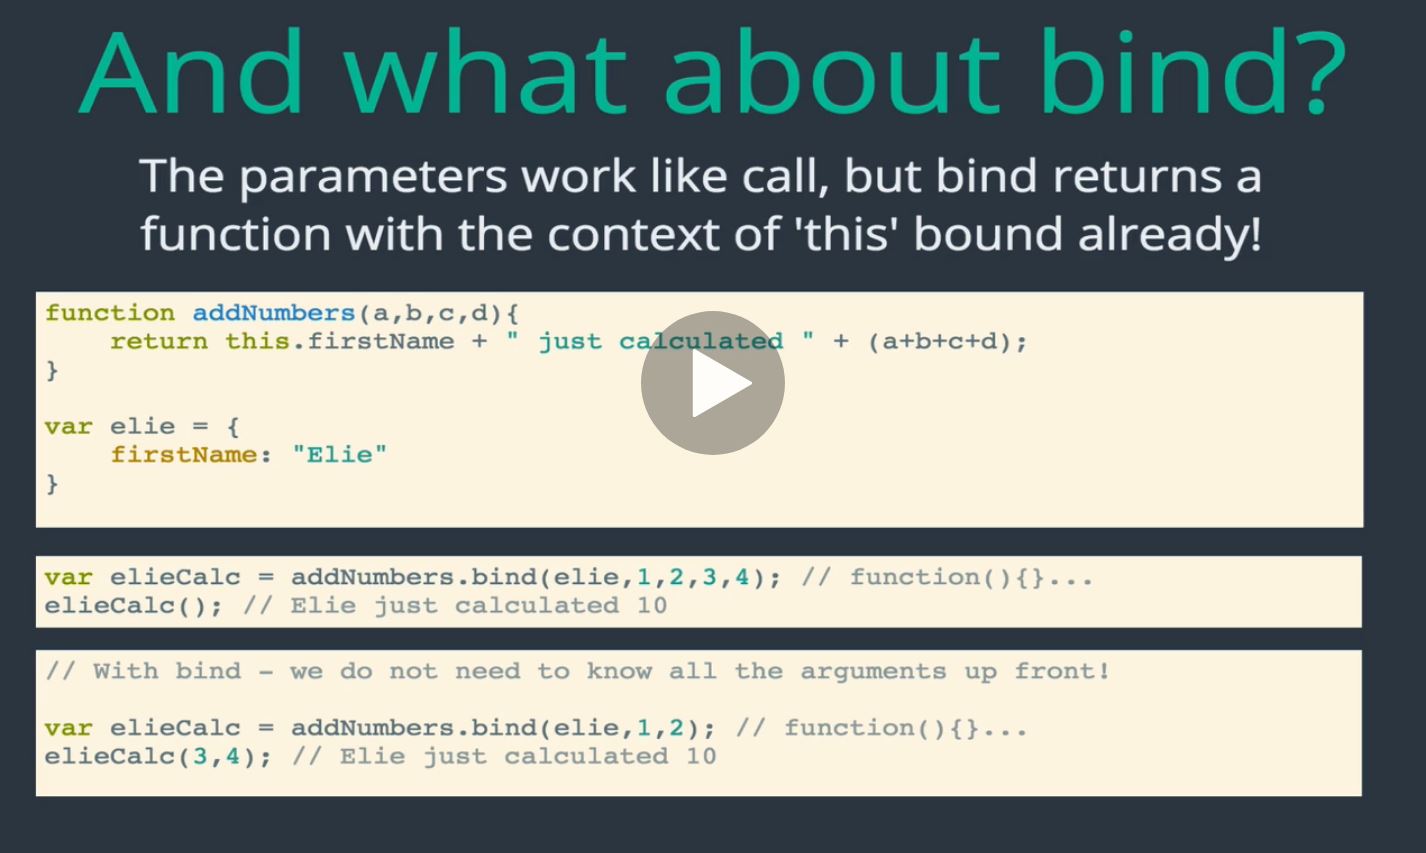 And what about bind?
The parameters work like call, but bind returns a
function with the context of 'this' bound already!
function addNumbers(a,b,c,d){
    return this.firstName + " just calculated " + (a+b+c+d);
}
var elie = {
    firstName: "Elie"
}
var elieCalc = addNumbers.bind(elie,1,2,3,4); // function(){}...
elieCalc(); // Elie just calculated 10
// With bind – we do not need to know all the arguments up front!
var elieCalc = addNumbers.bind(elie,1,2); // function(){}...
elieCalc(3,4); // Elie just calculated 10